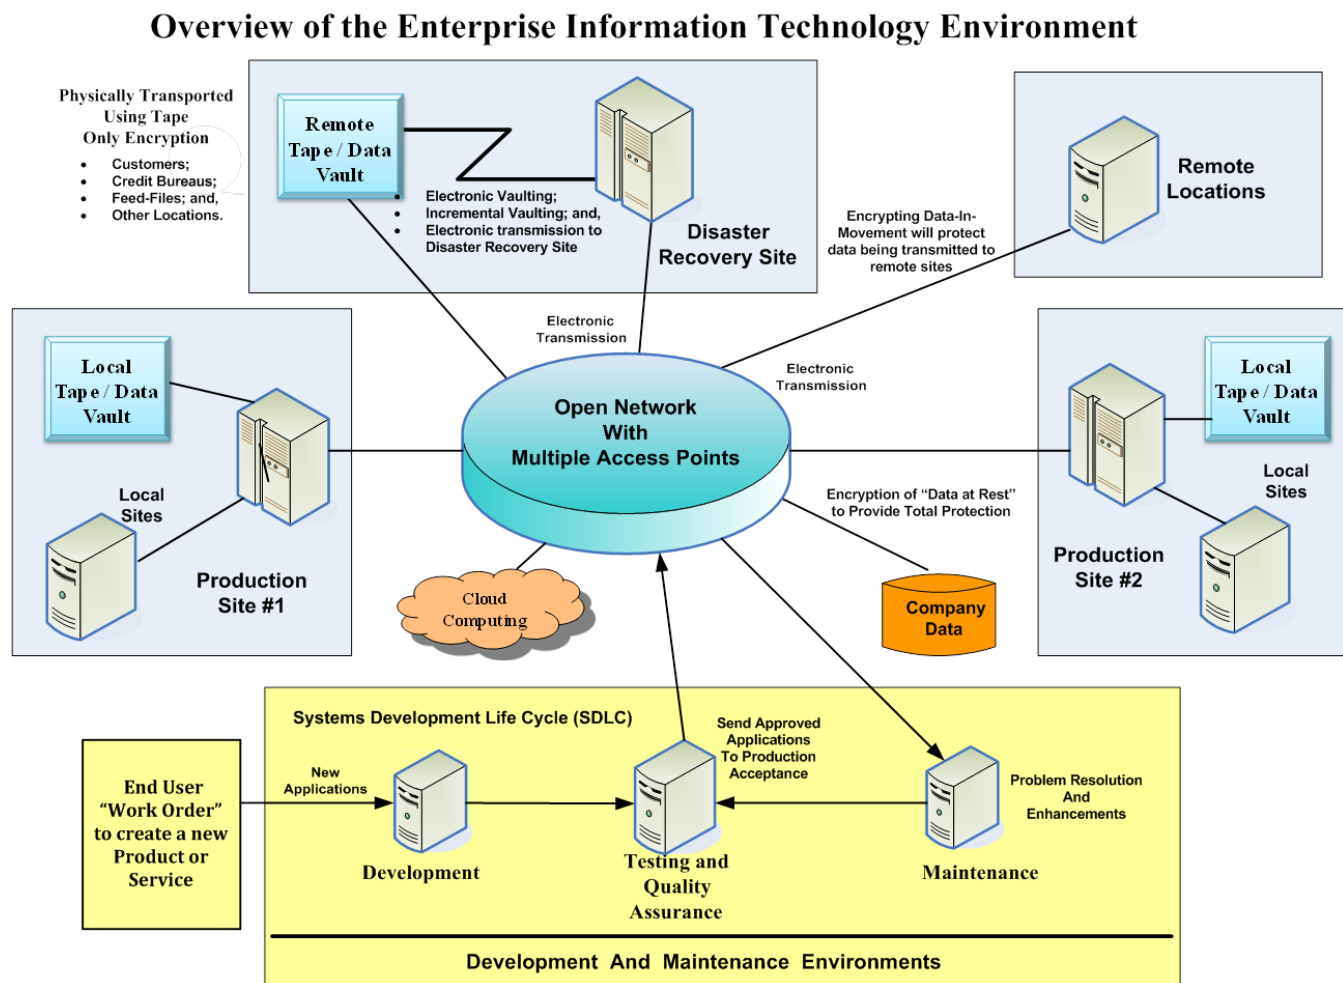 Overview of the Enterprise Information Technology Environment
Physically Transported
Using Tape
Only Encryption
• Customers;
• Credit Bureaus;
• Feed-Files; and,
• Other Locations.
Remote
Tape / Data
Vault
• Electronic Vaulting;
• Incremental Vaulting; and,
• Electronic transmission to
Disaster Recovery Site
Disaster
Recovery Site
Encrypting Data-In-
Movement will protect
data being transmitted to
remote sites
Remote
Locations
Electronic
Transmission
Electronic
Transmission
Local
Tape / Data
Vault
Local
Sites
Production
Site #1
Open Network
With
Multiple Access Points
Local
Tape / Data
Vault
Local
Sites
Production
Site #2
Encryption of “Data at Rest”
to Provide Total Protection
Cloud
Computing
Company
Data
Systems Development Life Cycle (SDLC)
End User
“Work Order”
to create a new
Product or
Service
New
Applications
Send Approved
Applications
To Production
Acceptance
Problem Resolution
And
Enhancements
Development
Testing and
Quality
Assurance
Maintenance
Development And Maintenance Environments